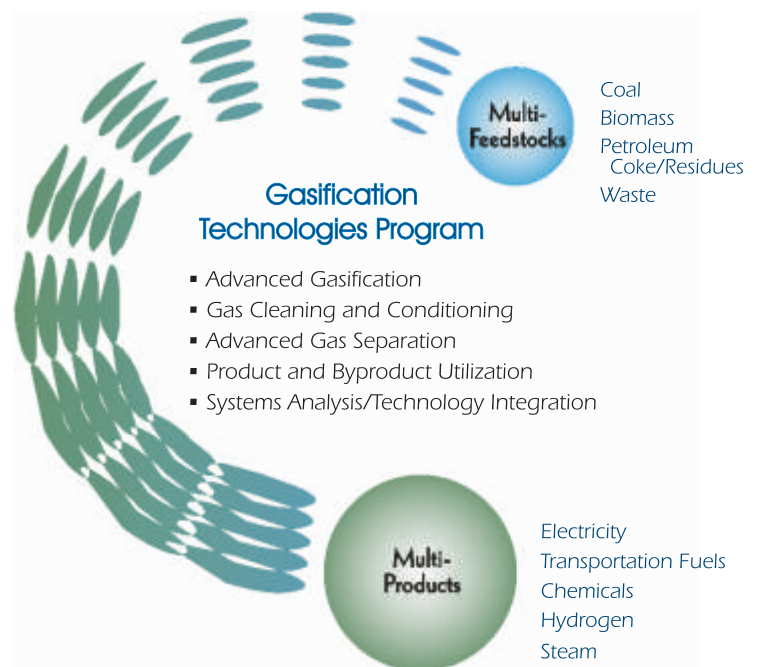 Multi-
Feedstocks
Coal
Biomass
Petroleum
Coke/Residues
Waste
Gasification
Technologies Program
▪ Advanced Gasification
▪ Gas Cleaning and Conditioning
▪ Advanced Gas Separation
▪ Product and Byproduct Utilization
▪ Systems Analysis/Technology Integration
Multi-
Products
Electricity
Transportation Fuels
Chemicals
Hydrogen
Steam